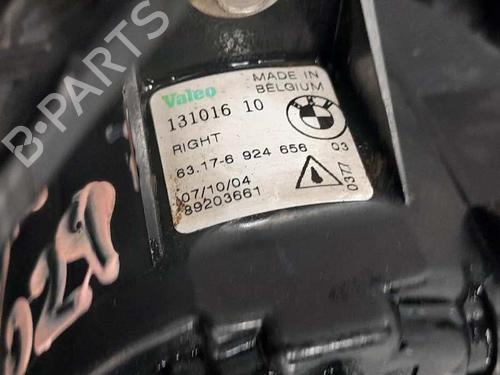 B-PARTS
Valeo
MADE IN
BELGIUM
131016 10
RIGHT
63.17-6 924 656
03
07/10/04
89203661
0377